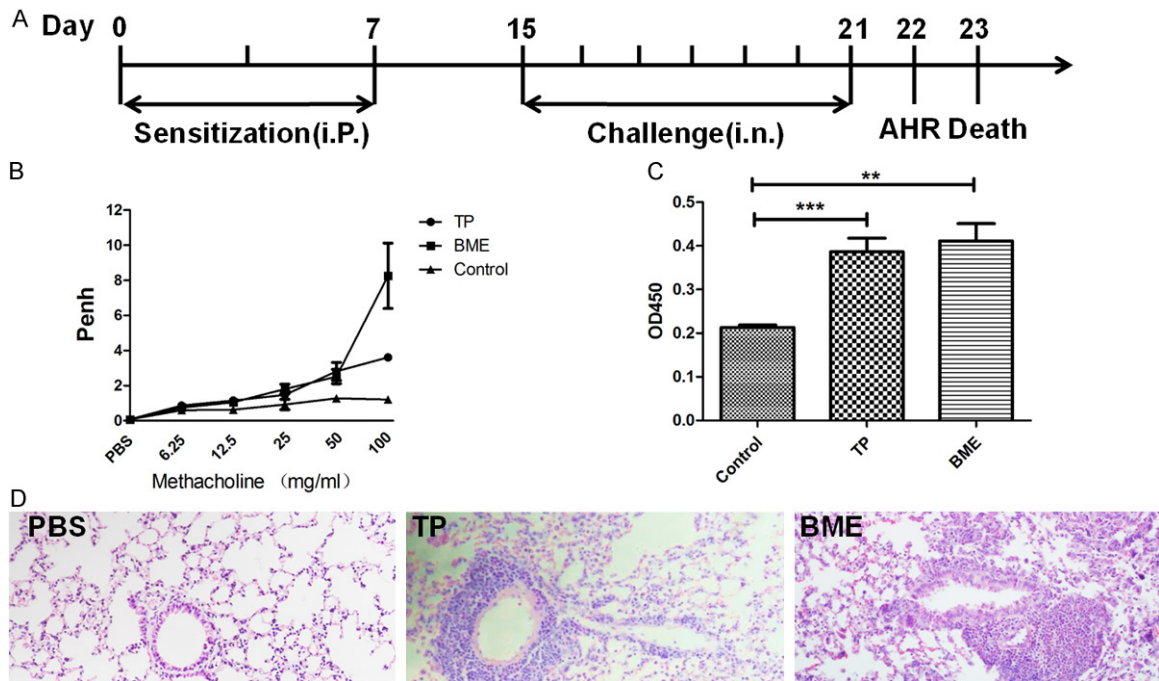 A
Day 0 7 15 21 22 23
Sensitization(i.P.) Challenge(i.n.) AHR Death
B
12
10
8
6
4
2
0
Penh
TP
BME
Control
PBS 6.25 12.5 25 50 100
Methacholine （mg/ml）
C
** 
***
0.5
0.4
0.3
0.2
0.1
0.0
OD450
Control TP BME
D
PBS TP BME